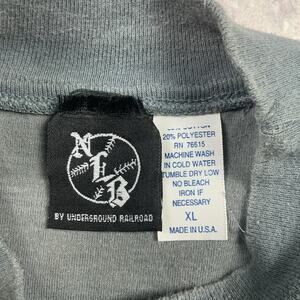 NLB
BY UNDERGROUND RAILROAD
20% POLYESTER
RN 76615
MACHINE WASH
IN COLD WATER
TUMBLE DRY LOW
NO BLEACH
IRON IF
NECESSARY
XL
MADE IN U.S.A.